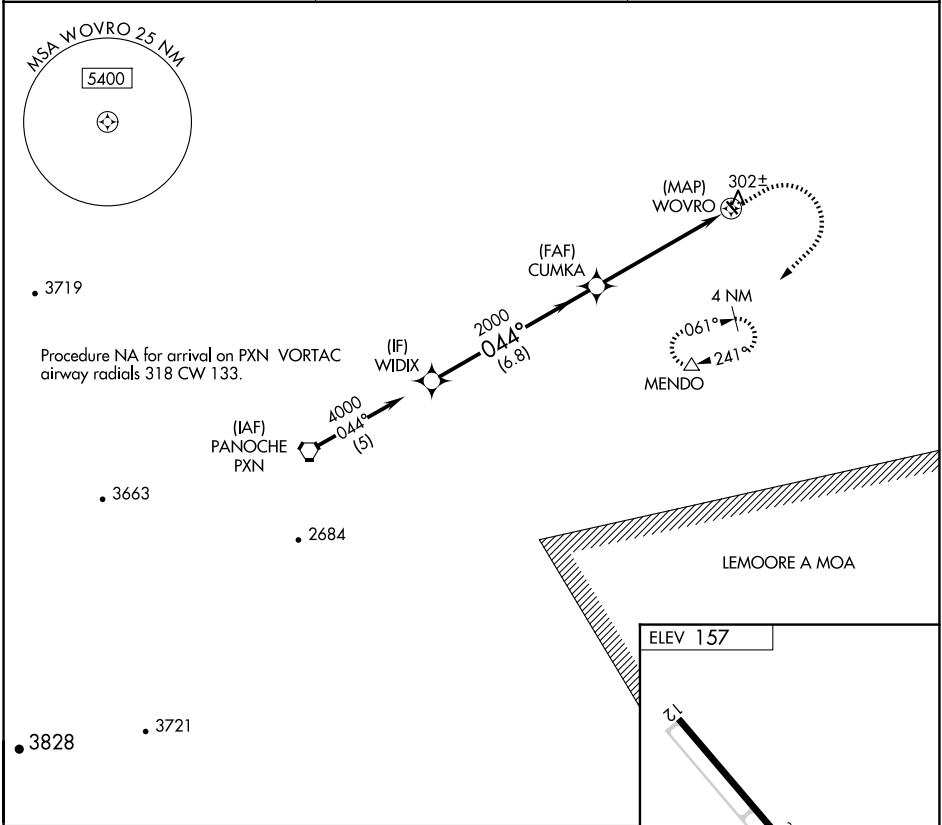 MSA WOVRO 25 NM
5400
(MAP)
WOVRO
302±
(FAF)
CUMKA
3719
4 NM
061°
241°
MENDO
2000
044°
(6.8)
Procedure NA for arrival on PXN VORTAC
airway radials 318 CW 133.
(IF)
WIDIX
4000
044°
(5)
(IAF)
PANOCHE
PXN
3663
2684
LEMOORE A MOA
ELEV 157
12
3721
3828